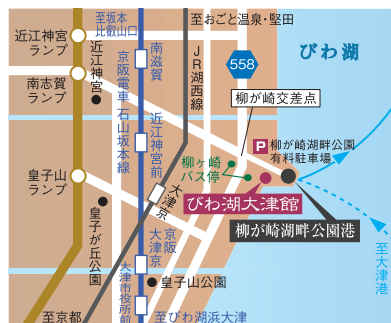 至坂本
比叡山口
至おごと温泉・堅田
近江神宮
ランプ
近江神宮
京阪電車 石山坂本線
南滋賀
JR湖西線
558
びわ湖
南志賀
ランプ
柳が崎交差点
近江神宮前
P
柳が崎湖畔公園
有料駐車場
柳ヶ崎
バス停
皇子山
ランプ
大津京
びわ湖大津館
柳が崎湖畔公園港
皇子が丘公園
京阪
大津京
至大津港
大津市役所前
皇子山公園
至京都
至びわ湖浜大津